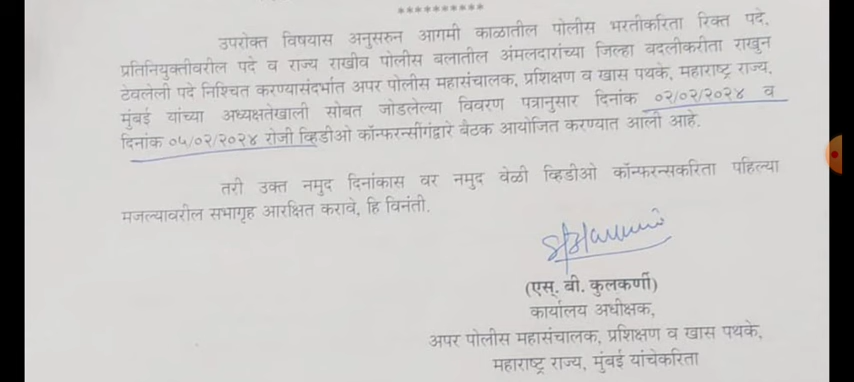 **********
उपरोक्त विषयास अनुसरुन आगामी काळातील पोलीस भरतीकरिता रिक्त पदे,
प्रतिनियुक्तीवरील पदे व राज्य राखीव पोलीस बलातील अंमलदारांच्या जिल्हा बदलीकरीता राखुन
ठेवलेली पदे निश्चित करण्यासंदर्भात अपर पोलीस महासंचालक, प्रशिक्षण व खास पथके, महाराष्ट्र राज्य,
मुंबई यांच्या अध्यक्षतेखाली सोबत जोडलेल्या विवरण पत्रानुसार दिनांक ०२/०२/२०२४ व
दिनांक ०५/०२/२०२४ रोजी व्हिडीओ कॉन्फरन्सींगद्वारे बैठक आयोजित करण्यात आली आहे.
तरी उक्त नमुद दिनांकास वर नमुद वेळी व्हिडीओ कॉन्फरन्सकरिता पहिल्या
मजल्यावरील सभागृह आरक्षित करावे, हि विनंती.
(एस्. बी. कुलकर्णी)
कार्यालय अधीक्षक,
अपर पोलीस महासंचालक, प्रशिक्षण व खास पथके,
महाराष्ट्र राज्य, मुंबई यांचेकरिता